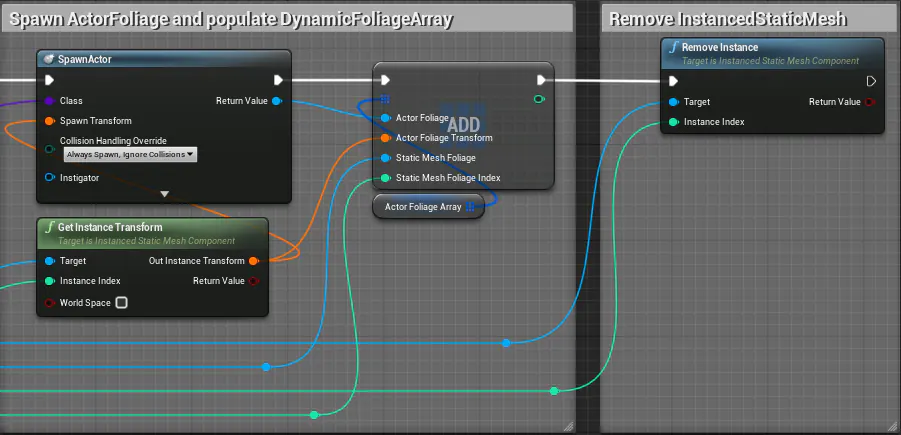 Spawn ActorFoliage and populate DynamicFoliageArray
Remove InstancedStaticMesh
SpawnActor
Class
Return Value
Spawn Transform
Collision Handling Override
Always Spawn, Ignore Collisions
Instigator
ADD
Actor Foliage
Actor Foliage Transform
Static Mesh Foliage
Static Mesh Foliage Index
Actor Foliage Array
Remove Instance
Target is Instanced Static Mesh Component
Target
Return Value
Instance Index
Get Instance Transform
Target is Instanced Static Mesh Component
Target
Out Instance Transform
Instance Index
Return Value
World Space